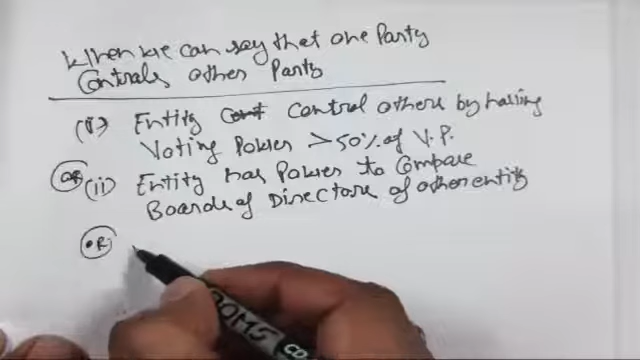 When we can say that one Party
Controls other Party
(i) Entity Control others by having
Voting Power > 50% of V.P.
OR (ii) Entity has Power to Compose
Boards of Directors of other entity
OR